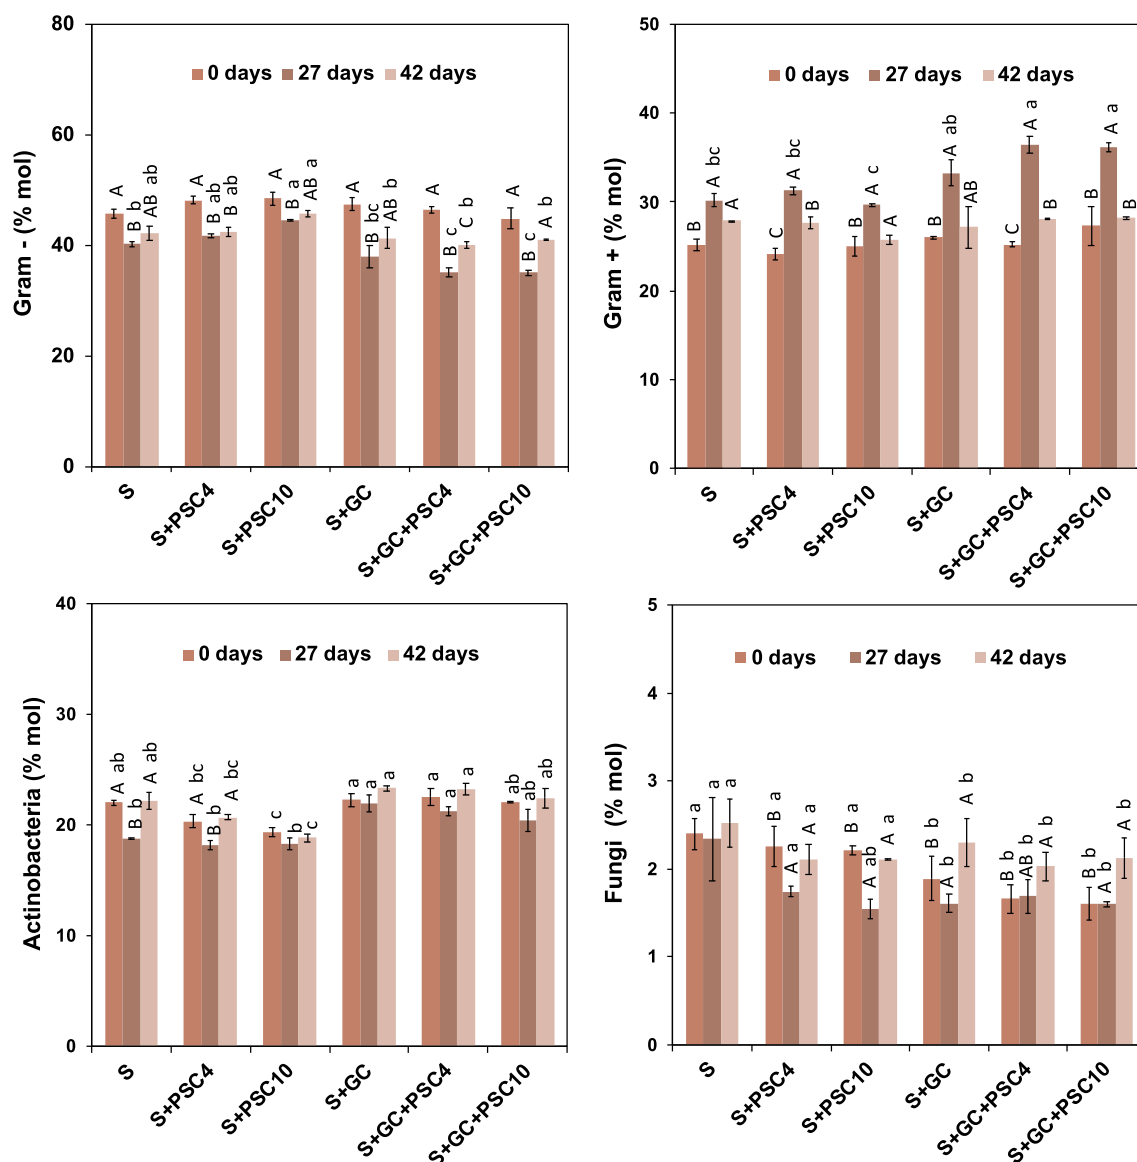 80
60
40
20
0
Gram - (% mol)
0 days 27 days 42 days
A B b AB ab
A B ab B ab
A B a AB a
A B bc AB b
A B c C b
A B c A b
S S+PSC4 S+PSC10 S+GC S+GC+PSC4 S+GC+PSC10
50
40
30
20
10
0
Gram + (% mol)
0 days 27 days 42 days
B A bc A
C A bc B
B A c A
B A ab AB
C A a B
B A a B
S S+PSC4 S+PSC10 S+GC S+GC+PSC4 S+GC+PSC10
40
30
20
10
0
Actinobacteria (% mol)
0 days 27 days 42 days
A ab B b A ab
A bc B b A bc
c b c
a a a
a a a
ab ab ab
S S+PSC4 S+PSC10 S+GC S+GC+PSC4 S+GC+PSC10
5
4
3
2
1
0
Fungi (% mol)
0 days 27 days 42 days
a a a
B a A a A a
B a A ab A a
B b A b A b
B b AB b A b
B b A b A b
S S+PSC4 S+PSC10 S+GC S+GC+PSC4 S+GC+PSC10